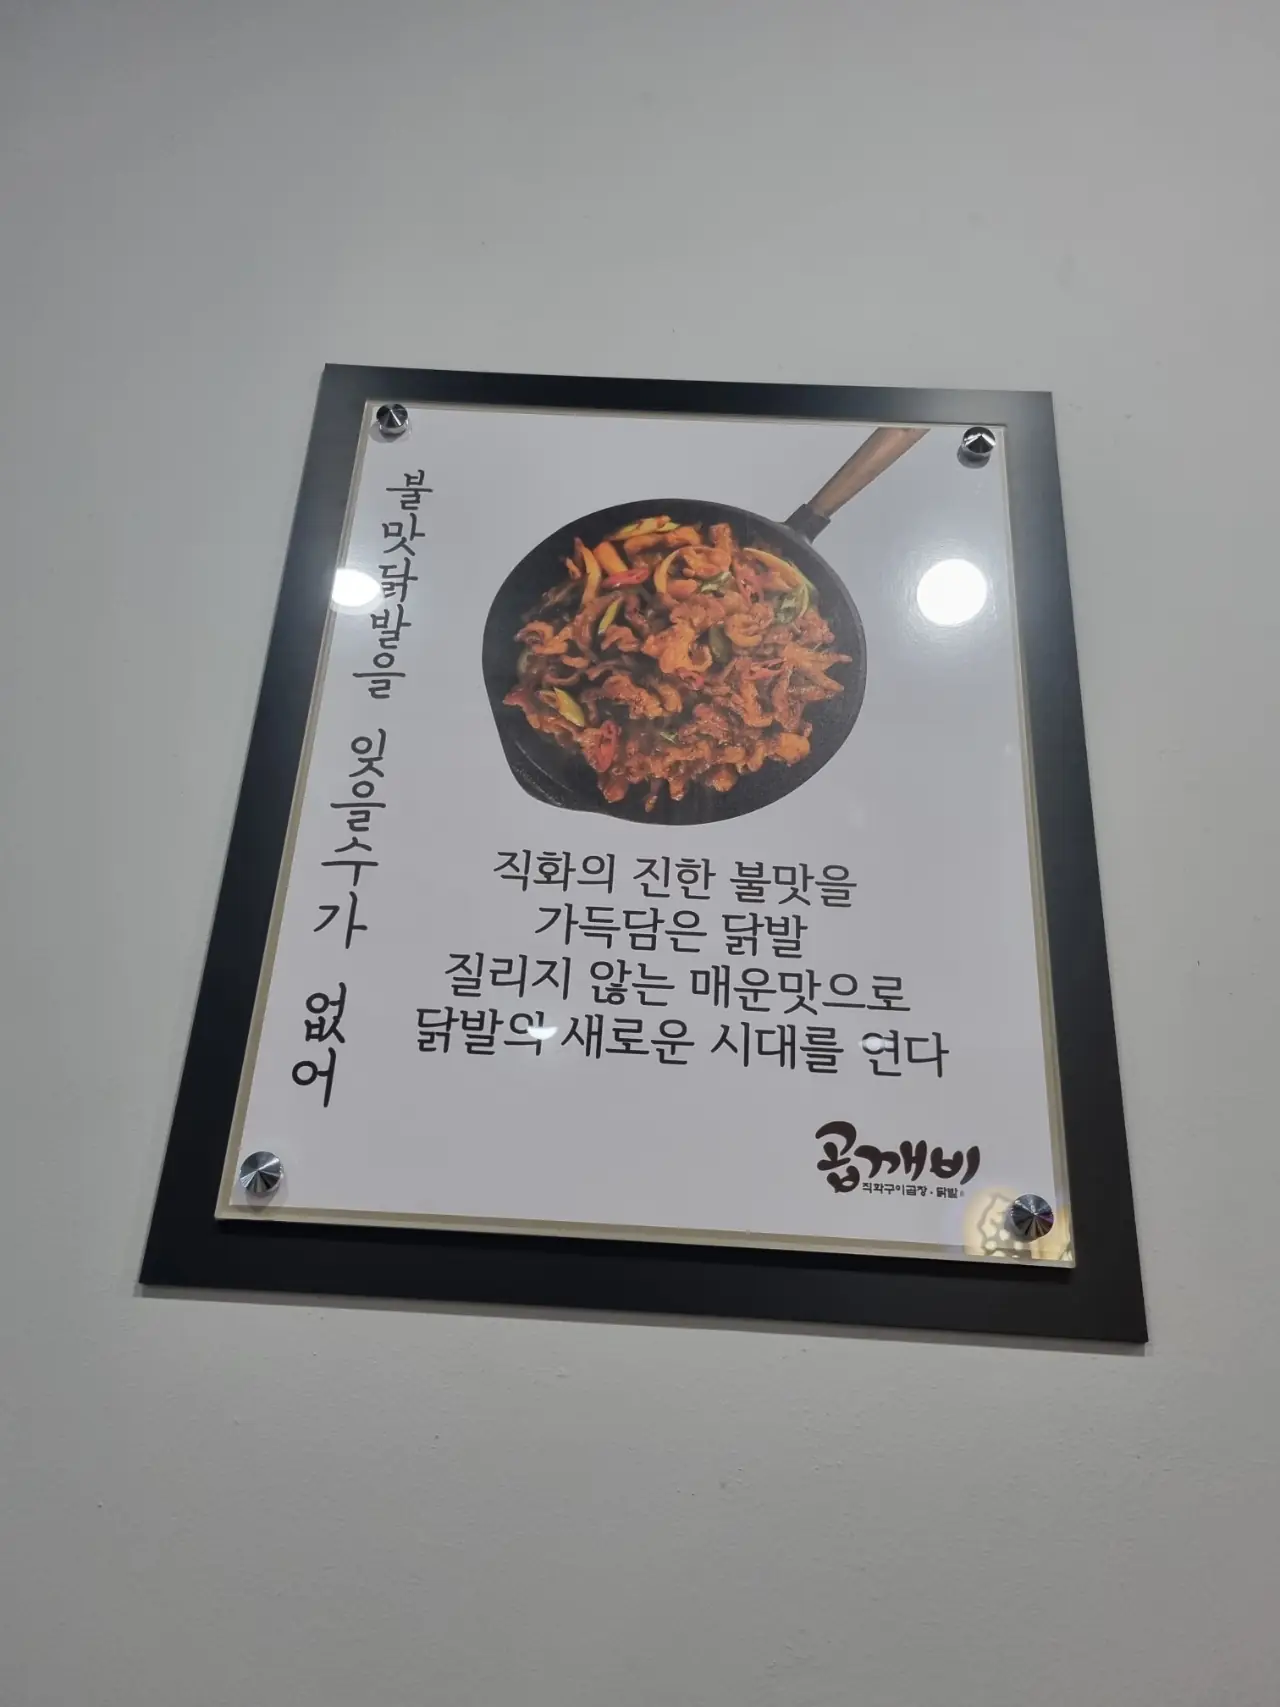 불맛닭발을 잊을수가 없어
직화의 진한 불맛을
가득담은 닭발
질리지 않는 매운맛으로
닭발의 새로운 시대를 연다
곱깨비
직화구이곱창·닭발